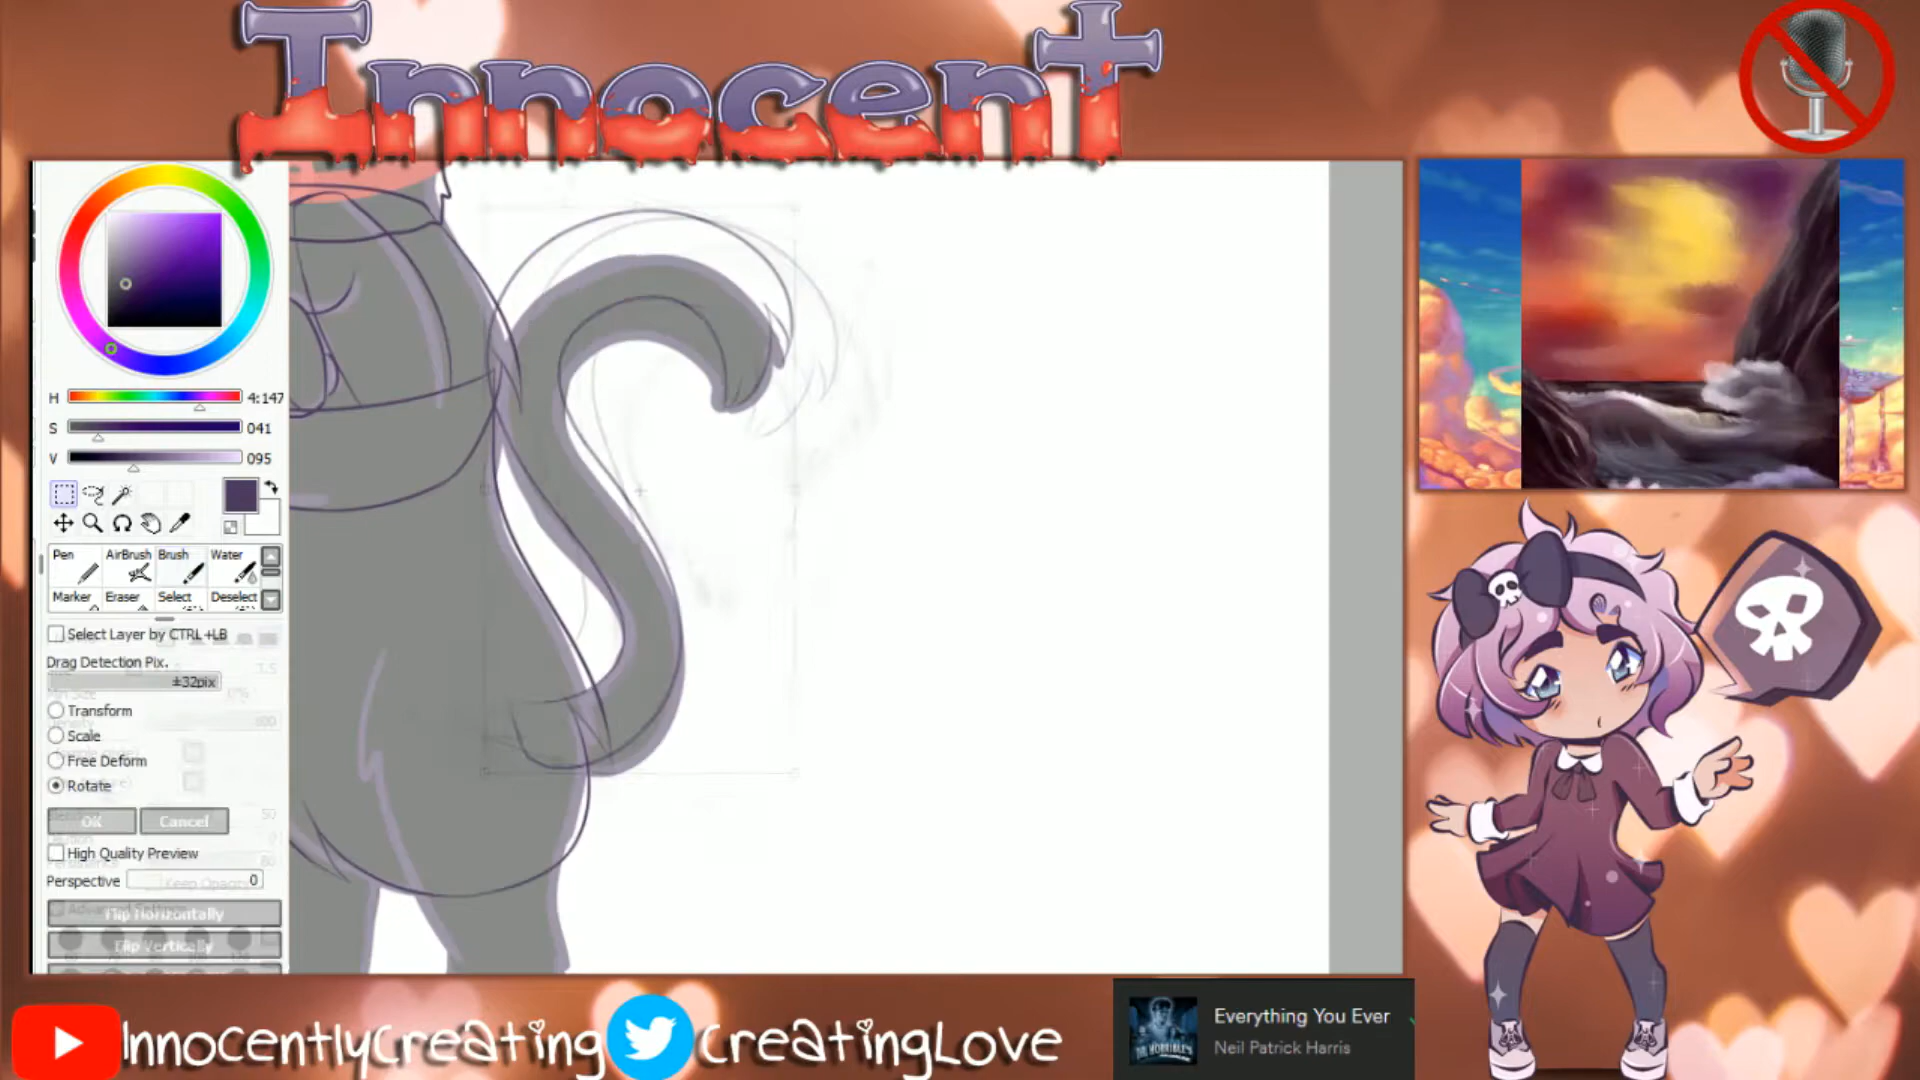 Innocent
H 4:147
S 041
V 095
Pen AirBrush Brush Water
Marker Eraser Select Deselect
Select Layer by CTRL+LB
Drag Detection Pix.
±32pix
Transform
Scale
Free Deform
Rotate
OK Cancel
High Quality Preview
Perspective 0
Flip Horizontally
Flip Vertically
InnocentlyCreating CreatingLove
Everything You Ever
Neil Patrick Harris
DR HORRIBLE'S